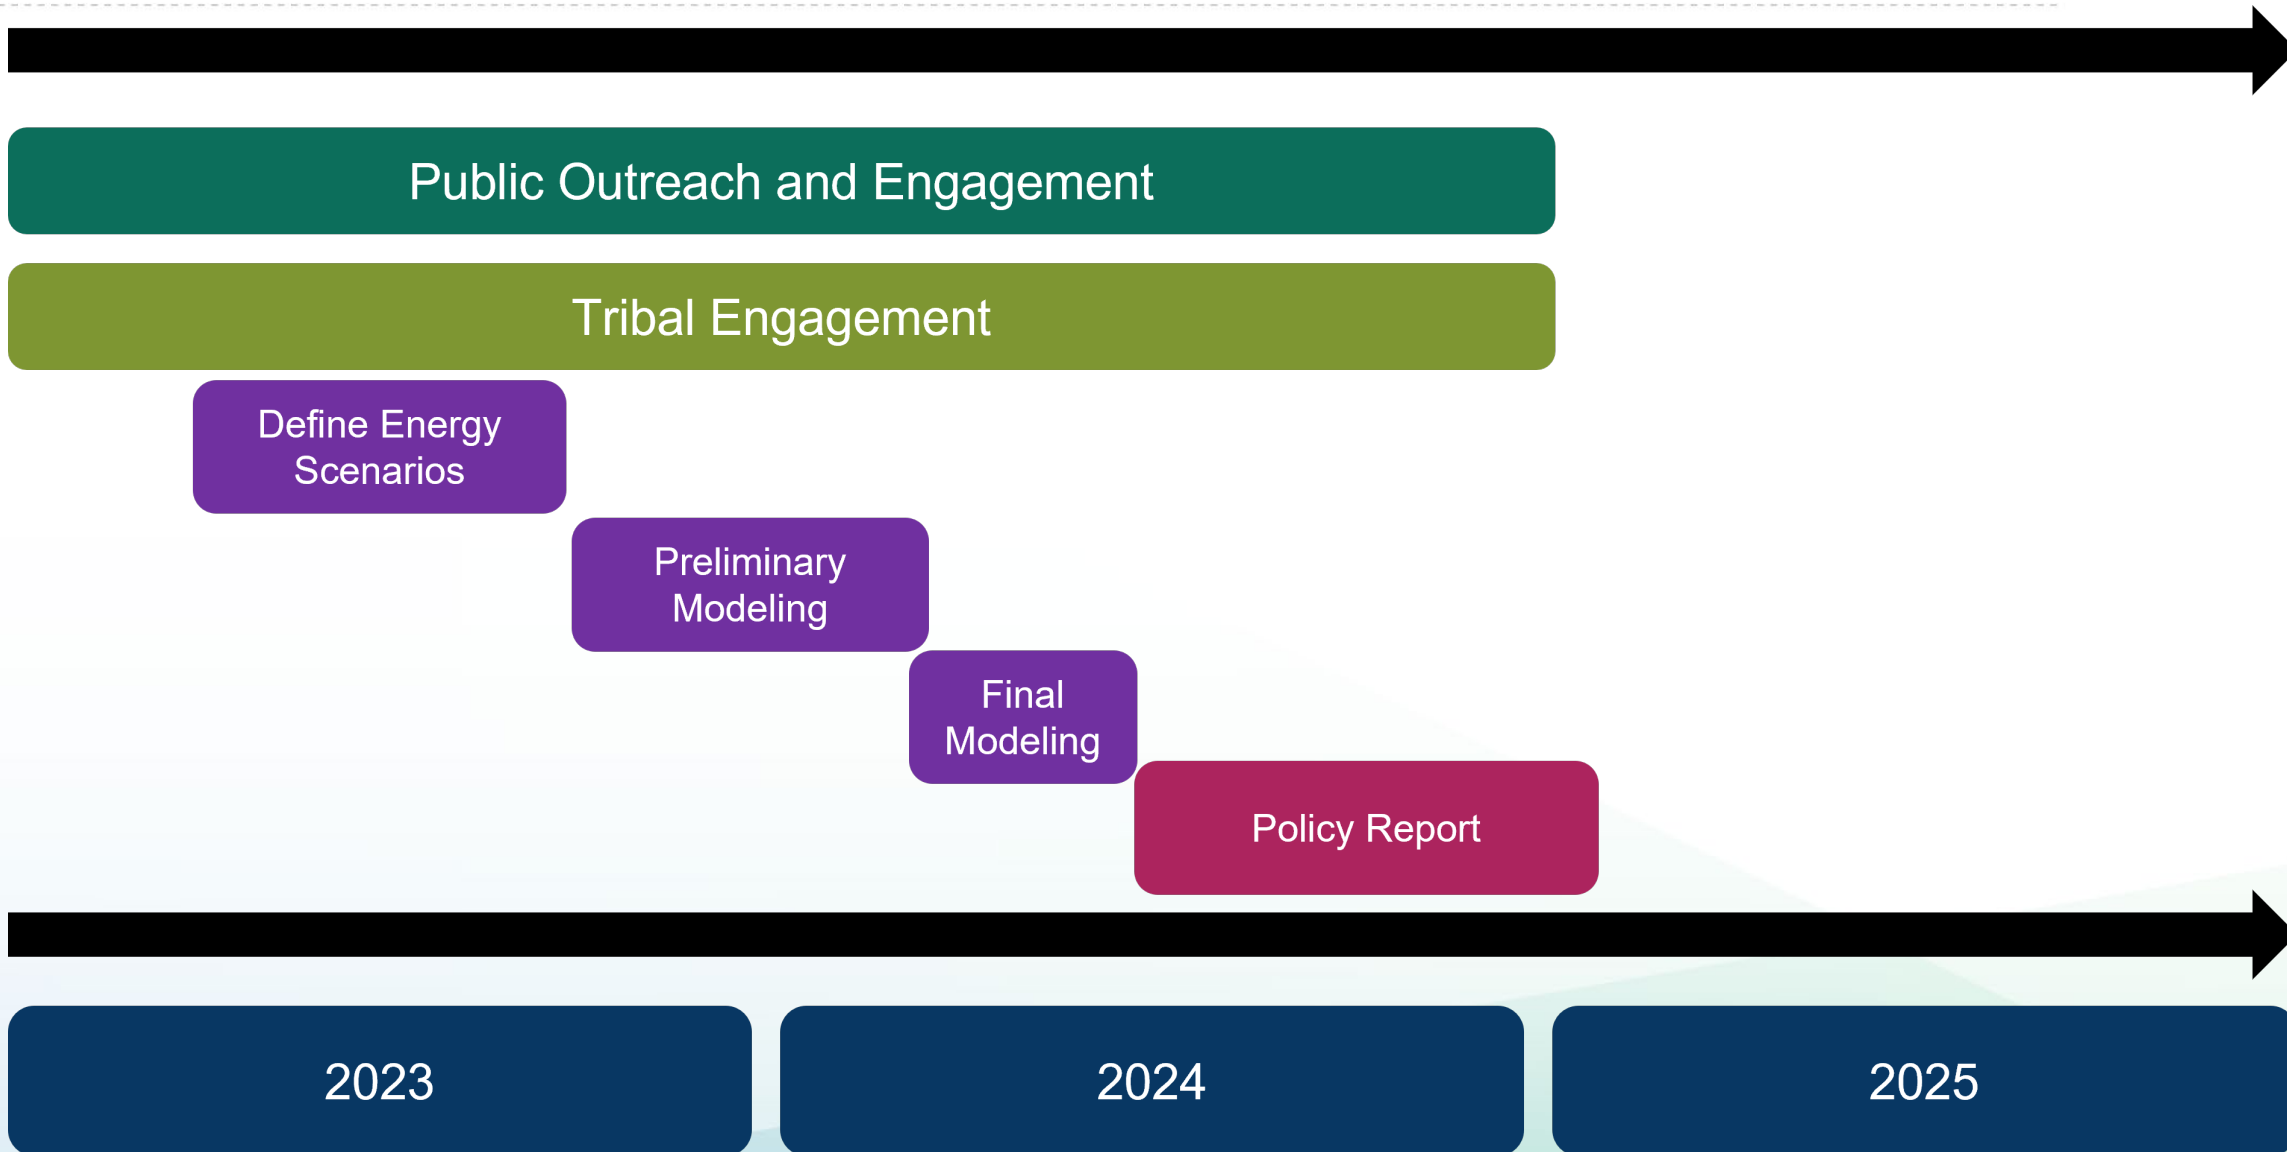 Public Outreach and Engagement
Tribal Engagement
Define Energy
Scenarios
Preliminary
Modeling
Final
Modeling
Policy Report
2023
2024
2025